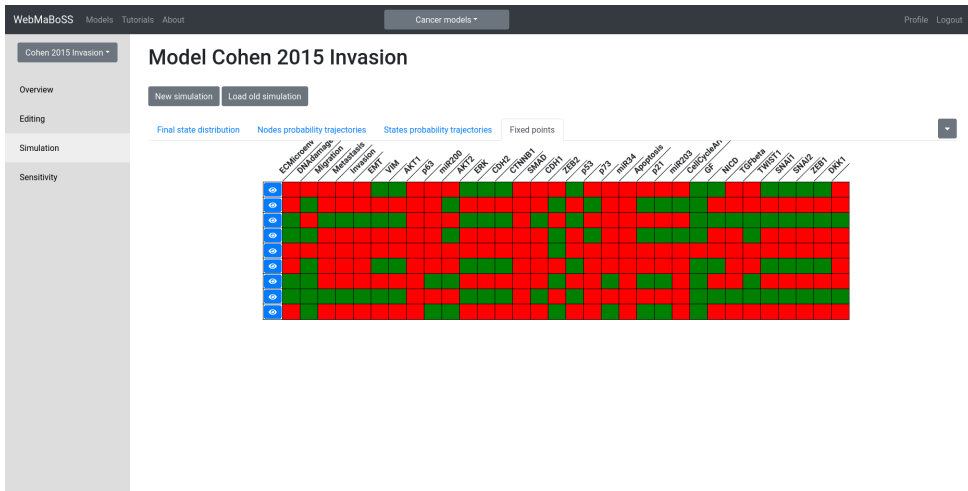 WebMaBoSS Models Tutorials About Cancer models Profile Logout
Cohen 2015 Invasion
Overview
Editing
Simulation
Sensitivity
Model Cohen 2015 Invasion
New simulation Load old simulation
Final state distribution Nodes probability trajectories States probability trajectories Fixed points
Migration Metastasis Invasion EMT VIM AKT1 p63 miR200 AKT2 ERK CDH2 CTNNB1 SMAD CDH1 ZEB2 p53 p73 miR34 Apoptosis p21 miR203 GF NICD TGFbeta TWIST1 SNAI1 SNAI2 ZEB1 DKK1